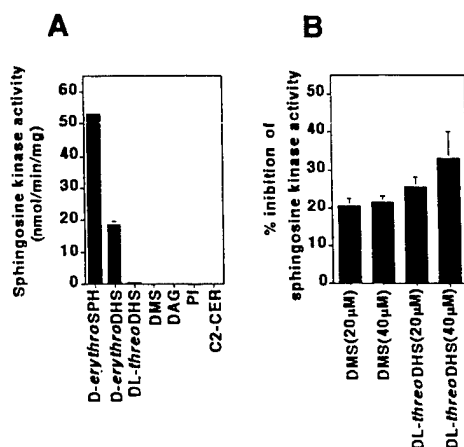 A
Sphingosine kinase activity
(nmol/min/mg)
60
50
40
30
20
10
0
D-erythroSPH
D-erythroDHS
DL-threoDHS
DMS
DAG
PI
C2-CER
B
% inibition of
sphingosine kinase activity
50
40
30
20
10
0
DMS(20µM)
DMS(40µM)
DL-threoDHS(20µM)
DL-threoDHS(40µM)